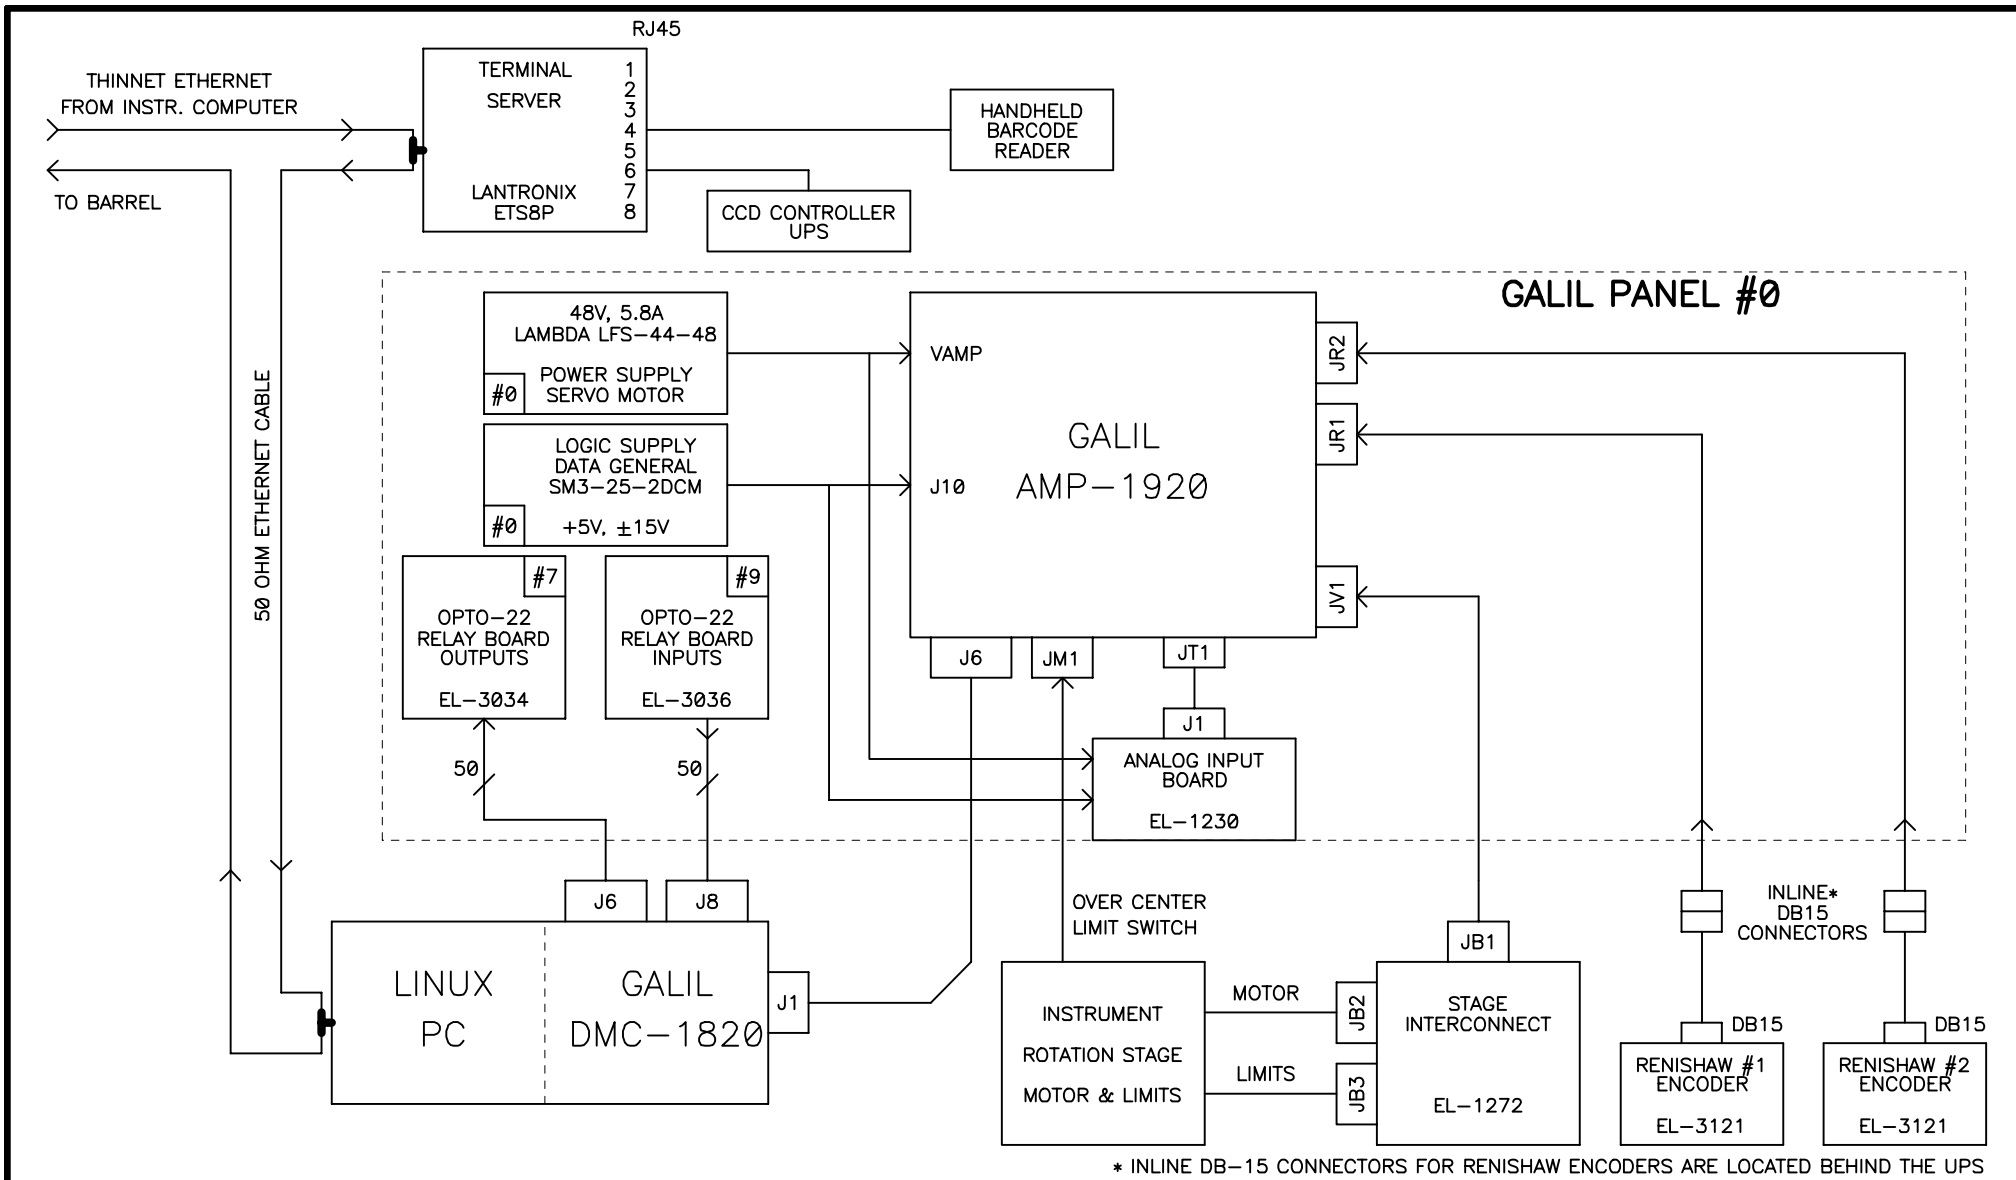 RJ45
THINNET ETHERNET
FROM INSTR. COMPUTER
TO BARREL
TERMINAL
SERVER
LANTRONIX
ETS8P
1
2
3
4
5
6
7
8
HANDHELD
BARCODE
READER
CCD CONTROLLER
UPS
50 OHM ETHERNET CABLE
GALIL PANEL #0
48V, 5.8A
LAMBDA LFS-44-48
POWER SUPPLY
SERVO MOTOR
#0
LOGIC SUPPLY
DATA GENERAL
SM3-25-2DCM
+5V, ±15V
#0
VAMP
J10
GALIL
AMP-1920
JR2
JR1
JV1
J6
JM1
JT1
#7
OPTO-22
RELAY BOARD
OUTPUTS
EL-3034
#9
OPTO-22
RELAY BOARD
INPUTS
EL-3036
50
50
J1
ANALOG INPUT
BOARD
EL-1230
J6
J8
LINUX
PC
GALIL
DMC-1820
J1
OVER CENTER
LIMIT SWITCH
INSTRUMENT
ROTATION STAGE
MOTOR & LIMITS
MOTOR
LIMITS
JB1
JB2
JB3
STAGE
INTERCONNECT
EL-1272
INLINE*
DB15
CONNECTORS
DB15
RENISHAW #1
ENCODER
EL-3121
DB15
RENISHAW #2
ENCODER
EL-3121
* INLINE DB-15 CONNECTORS FOR RENISHAW ENCODERS ARE LOCATED BEHIND THE UPS